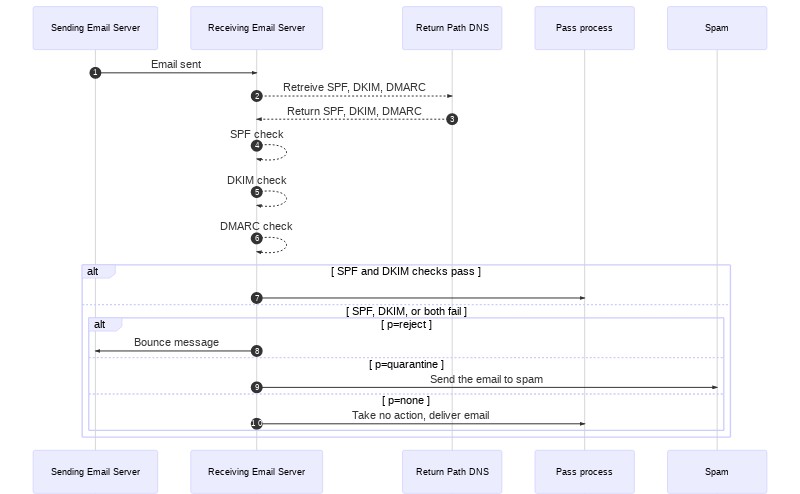 Sending Email Server
Receiving Email Server
Return Path DNS
Pass process
Spam
1
Email sent
2
Retreive SPF, DKIM, DMARC
Return SPF, DKIM, DMARC
3
SPF check
4
DKIM check
5
DMARC check
6
alt
[ SPF and DKIM checks pass ]
7
[ SPF, DKIM, or both fail ]
alt
[ p=reject ]
Bounce message
8
[ p=quarantine ]
9
Send the email to spam
[ p=none ]
10
Take no action, deliver email
Sending Email Server
Receiving Email Server
Return Path DNS
Pass process
Spam